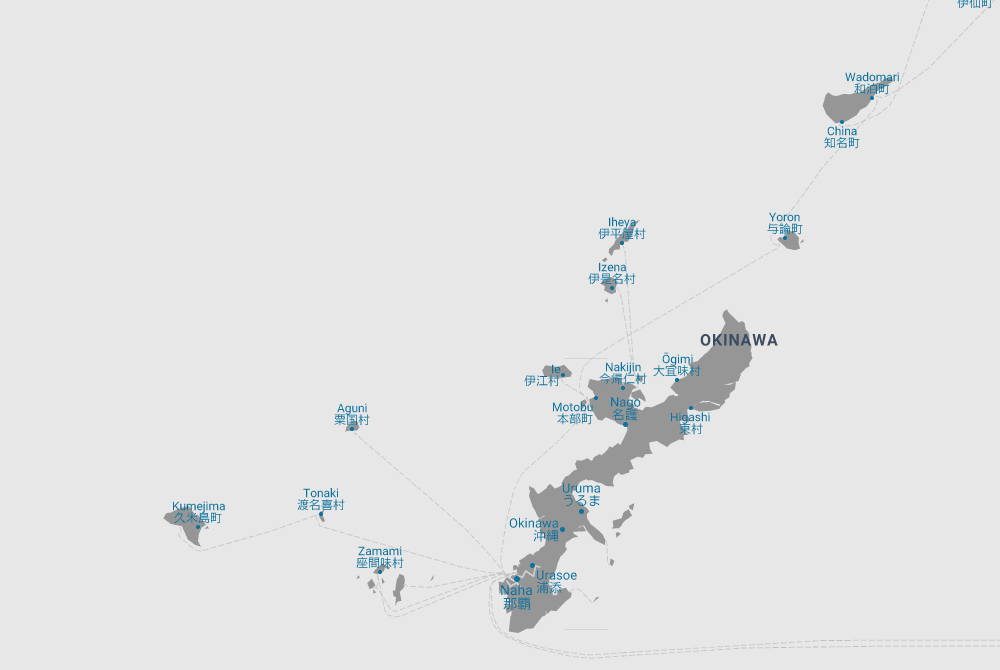 伊仙町
Wadomari
和泊町
China
知名町
Yoron
与論町
Iheya
伊平屋村
Izena
伊是名村
OKINAWA
Ōgimi
大宜味村
Ie
伊江村
Nakijin
今帰仁村
Motobu
本部町
Nago
名護
Higashi
東村
Aguni
粟国村
Uruma
うるま
Tonaki
渡名喜村
Kumejima
久米島町
Okinawa
沖縄
Zamami
座間味村
Urasoe
浦添
Naha
那覇